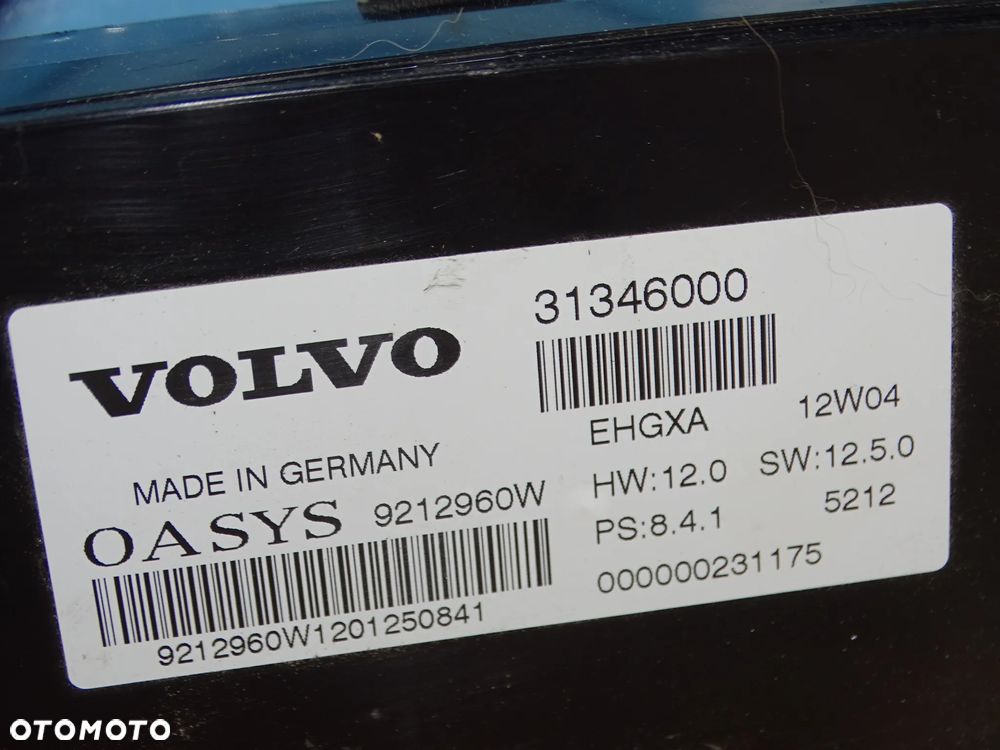 31346000
VOLVO
EHGXA 12W04
MADE IN GERMANY
HW:12.0 SW:12.5.0
OASYS 9212960W
PS:8.4.1 5212
000000231175
9212960W1201250841
OTOMOTO